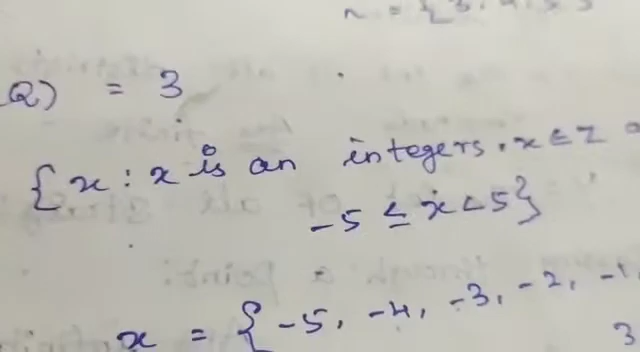 Q) = 3
{x : x is an integers, x ≤ Z
-5 ≤ x < 5}
x = {-5, -4, -3, -2, -1
3